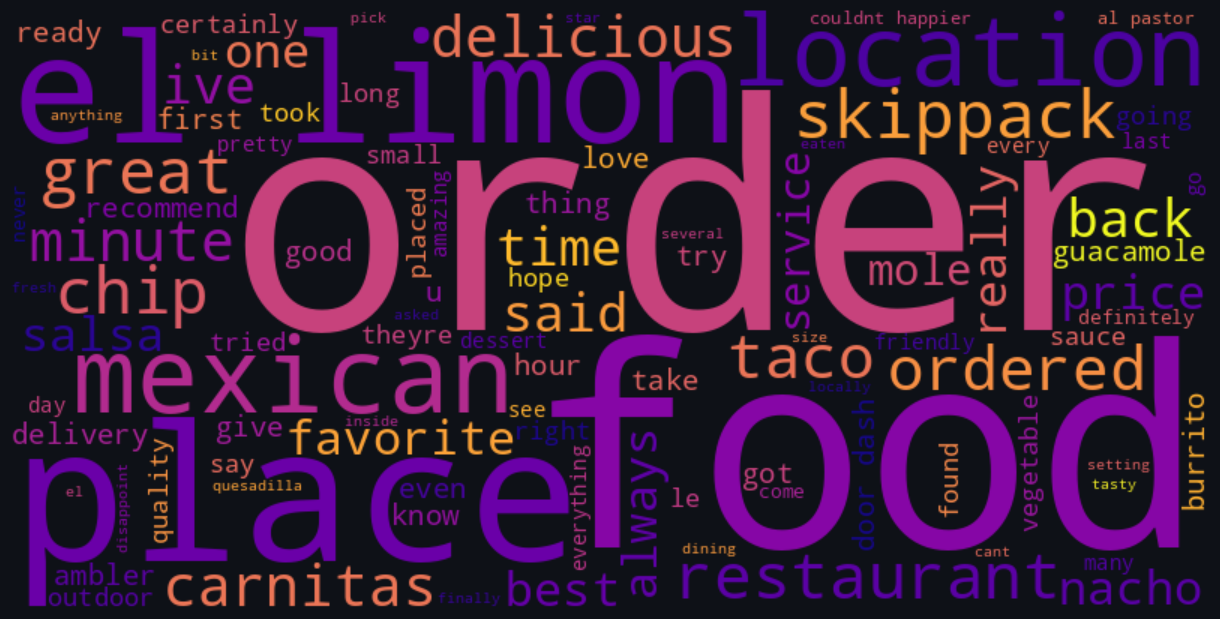 ready
certainly
pick
star
couldnt happier
al pastor
bit
one
delicious
location
el limon
live
long
anything
first
took
skippack
going
pretty
small
love
eaten
every
last
great
never
recommend
placed
amazing
thing
service
really
go
minute
good
order
time
several
try
back
guacamole
mole
hope
fresh
chip
u
said
price
asked
definitely
salsa
tried
theyre
dessert
size
friendly
sauce
mexican
hour
take
taco
ordered
locally
day
see
food
delivery
give
inside
favorite
right
always
door dash
vegetable
burrito
quality
say
quesadilla
everything
got
come
found
setting
tasty
el
disappoint
place
even
know
le
dining
cant
ambler
outdoor
carnitas
finally
best
restaurant
many
nacho